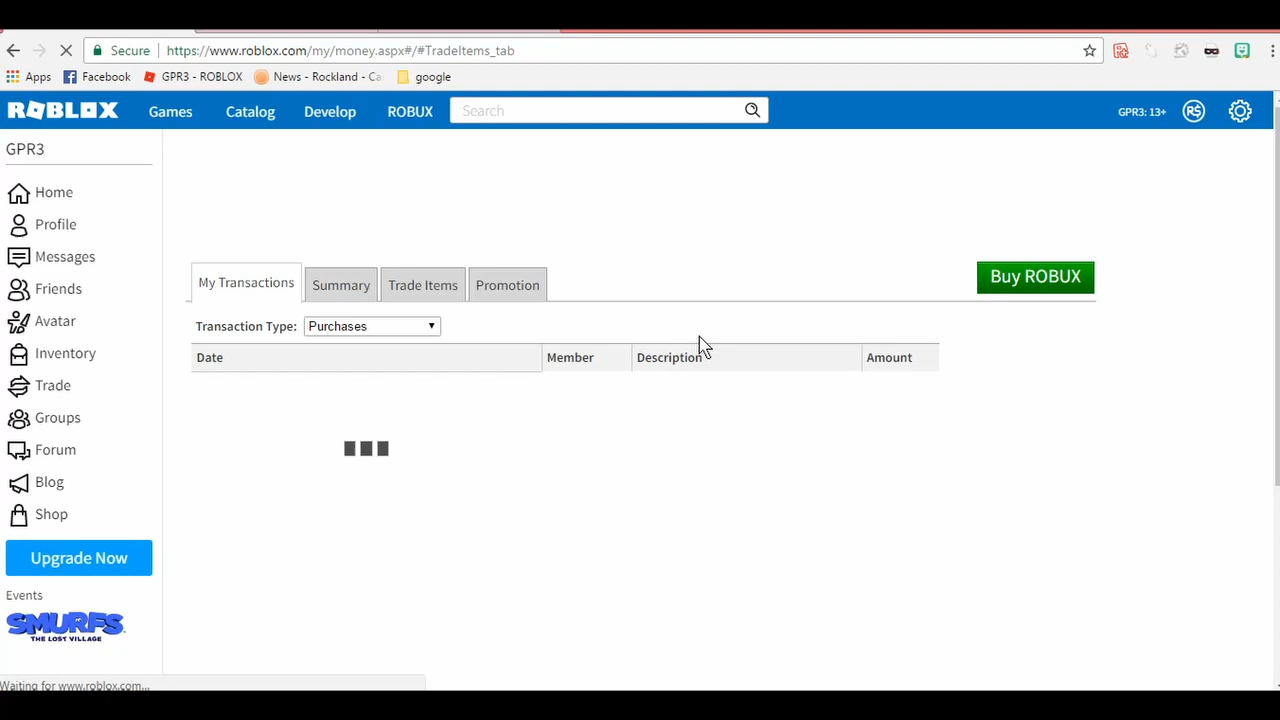 Secure https://www.roblox.com/my/money.aspx#/#TradeItems_tab
Apps Facebook GPR3 - ROBLOX News - Rockland - Ca google
ROBLOX Games Catalog Develop ROBUX Search GPR3: 13+ R$
GPR3
Home
Profile
Messages
Friends
Avatar
Inventory
Trade
Groups
Forum
Blog
Shop
Upgrade Now
Events
SMURFS
THE LOST VILLAGE
My Transactions Summary Trade Items Promotion Buy ROBUX
Transaction Type: Purchases
Date Member Description Amount
Waiting for www.roblox.com...